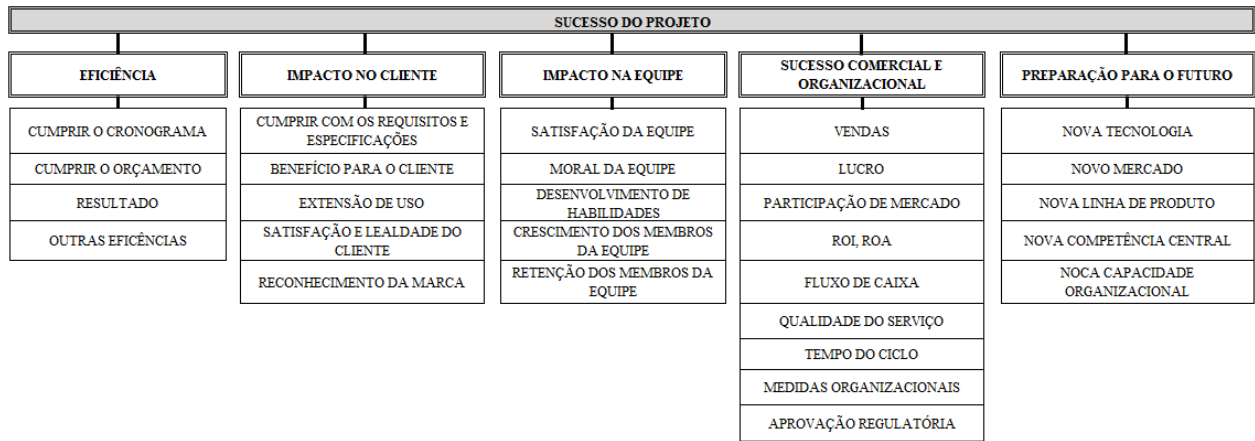 SUCESSO DO PROJETO
EFICIÊNCIA
CUMPRIR O CRONOGRAMA
CUMPRIR O ORÇAMENTO
RESULTADO
OUTRAS EFICÊNCIAS
IMPACTO NO CLIENTE
CUMPRIR COM OS REQUISITOS E
ESPECIFICAÇÕES
BENEFÍCIO PARA O CLIENTE
EXTENSÃO DE USO
SATISFAÇÃO E LEALDADE DO
CLIENTE
RECONHECIMENTO DA MARCA
IMPACTO NA EQUIPE
SATISFAÇÃO DA EQUIPE
MORAL DA EQUIPE
DESENVOLVIMENTO DE
HABILIDADES
CRESCIMENTO DOS MEMBROS
DA EQUIPE
RETENÇÃO DOS MEMBROS DA
EQUIPE
SUCESSO COMERCIAL E
ORGANIZACIONAL
VENDAS
LUCRO
PARTICIPAÇÃO DE MERCADO
ROI, ROA
FLUXO DE CAIXA
QUALIDADE DO SERVIÇO
TEMPO DO CICLO
MEDIDAS ORGANIZACIONAIS
APROVAÇÃO REGULATÓRIA
PREPARAÇÃO PARA O FUTURO
NOVA TECNOLOGIA
NOVO MERCADO
NOVA LINHA DE PRODUTO
NOVA COMPETÊNCIA CENTRAL
NOCA CAPACIDADE
ORGANIZACIONAL